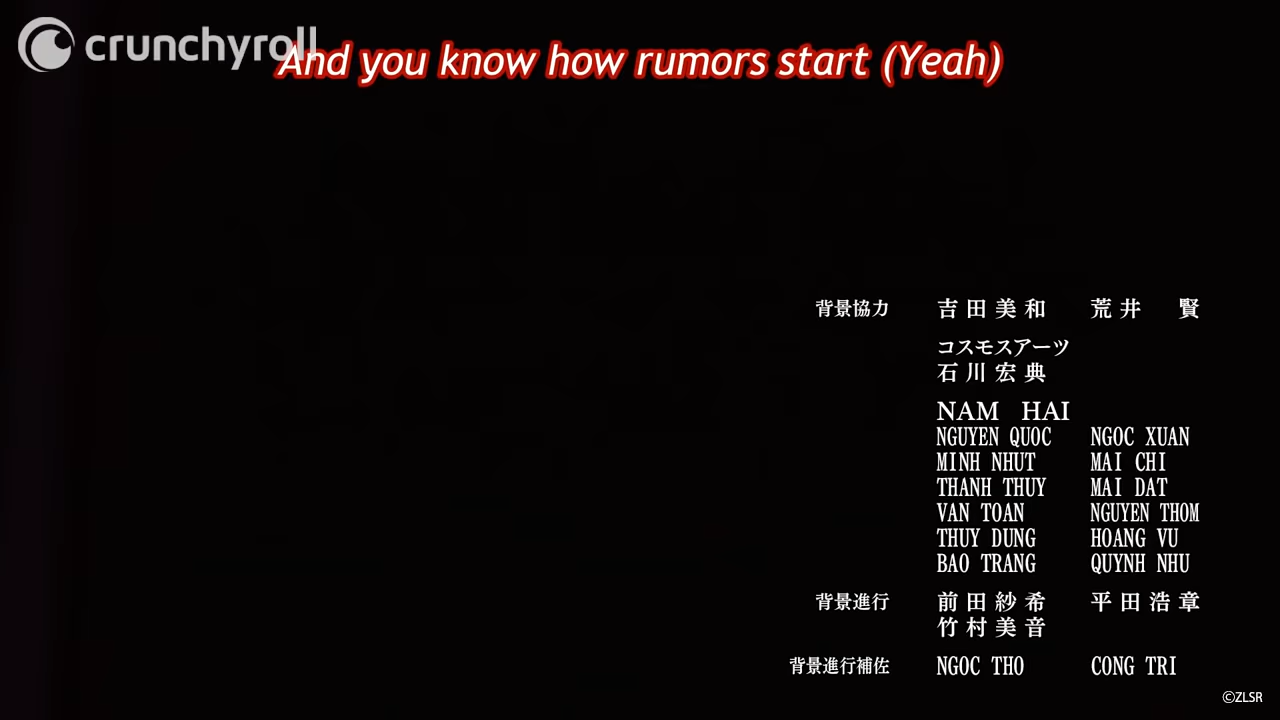 crunchyroll
And you know how rumors start (Yeah)
背景協力 吉田美和 荒井 賢
コスモスアーツ
石川宏典
NAM HAI
NGUYEN QUOC NGOC XUAN
MINH NHUT MAI CHI
THANH THUY MAI DAT
VAN TOAN NGUYEN THOM
THUY DUNG HOANG VU
BAO TRANG QUYNH NHU
背景進行 前田紗希 平田浩章
竹村美音
背景進行補佐 NGOC THO CONG TRI
©ZLSR